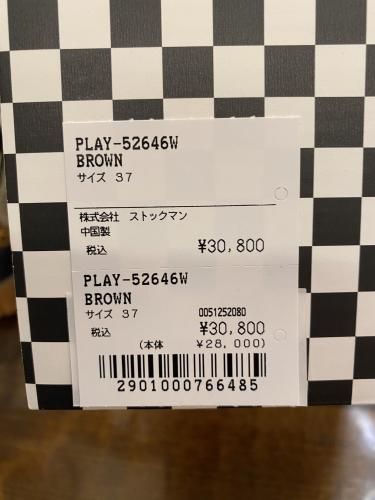 PLAY-52646W
BROWN
サイズ 37
株式会社 ストックマン
中国製
税込 ¥30,800
PLAY-52646W
BROWN
サイズ 37 0051252080
税込 ¥30,800
(本体 ¥28,000)
2901000766485